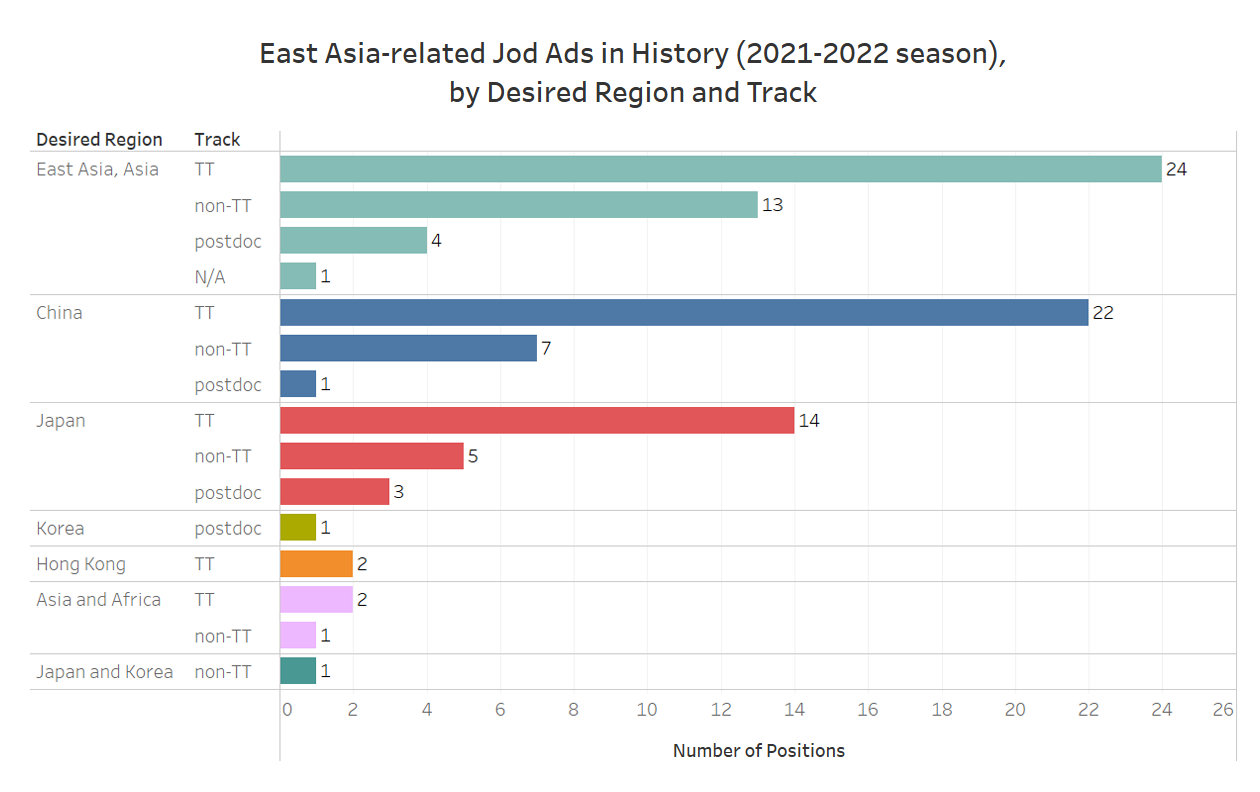 East Asia-related Jod Ads in History (2021-2022 season),
by Desired Region and Track
Desired Region Track
East Asia, Asia TT 24
non-TT 13
postdoc 4
N/A 1
China TT 22
non-TT 7
postdoc 1
Japan TT 14
non-TT 5
postdoc 3
Korea postdoc 1
Hong Kong TT 2
Asia and Africa TT 2
non-TT 1
Japan and Korea non-TT 1
0 2 4 6 8 10 12 14 16 18 20 22 24 26
Number of Positions